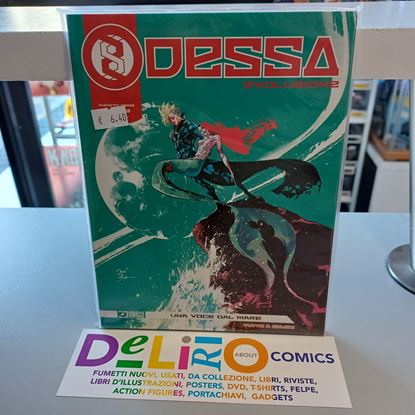 ODESSA
EVOLUZIONE
€ 6,40
UNA VOCE DAL MARE
DeLiRiO ABOUT COMICS
FUMETTI NUOVI, USATI, DA COLLEZIONE, LIBRI, RIVISTE,
LIBRI D'ILLUSTRAZIONI, POSTERS, DVD, T-SHIRTS, FELPE,
ACTION FIGURES, PORTACHIAVI, GADGETS